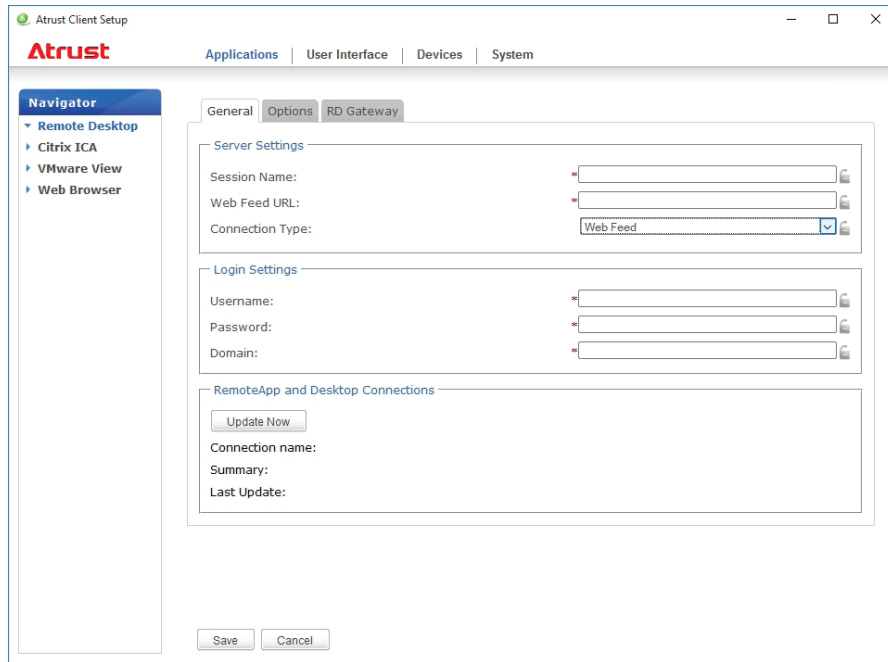 Atrust Client Setup
Atrust
Applications | User Interface | Devices | System
Navigator
Remote Desktop
Citrix ICA
VMware View
Web Browser
General Options RD Gateway
Server Settings
Session Name: *
Web Feed URL: *
Connection Type: Web Feed
Login Settings
Username: *
Password: *
Domain: *
RemoteApp and Desktop Connections
Update Now
Connection name:
Summary:
Last Update:
Save Cancel